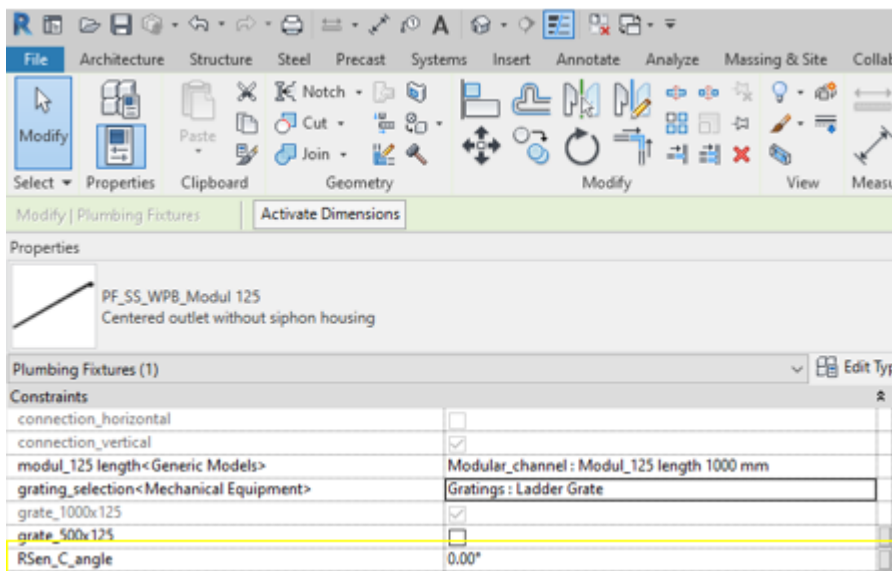 R A
File Architecture Structure Steel Precast Systems Insert Annotate Analyze Massing & Site
Modify Paste Notch
Cut
Join
Select Properties Clipboard Geometry Modify View
Modify | Plumbing Fixtures Activate Dimensions
Properties
PF_SS_WPB_Modul 125
Centered outlet without siphon housing
Plumbing Fixtures (1) Edit
Constraints
connection_horizontal
connection_vertical
modul_125 length<Generic Models> Modular_channel : Modul_125 length 1000 mm
grating_selection<Mechanical Equipment> Gratings : Ladder Grate
grate_1000x125
grate_500x125
RSen_C_angle 0.00°